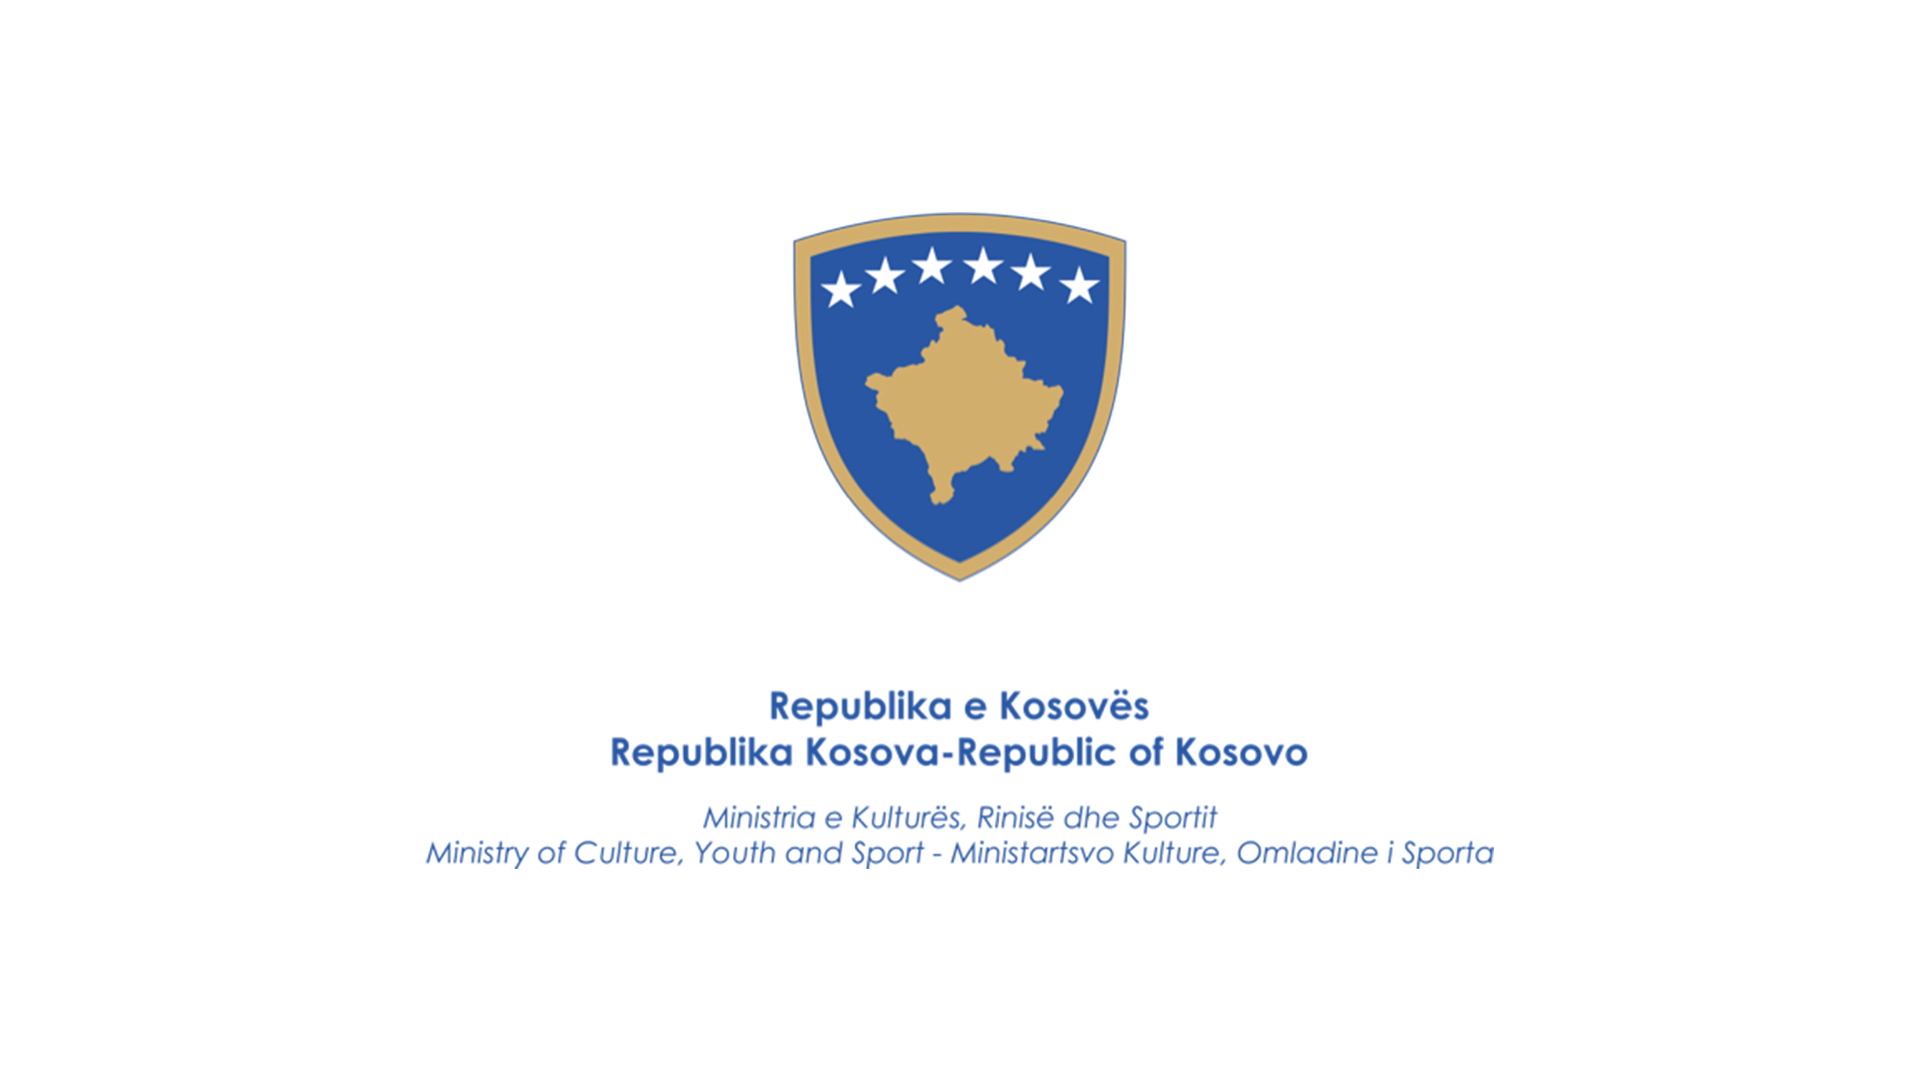 Republika e Kosovës
Republika Kosova-Republic of Kosovo
Ministria e Kulturës, Rinisë dhe Sportit
Ministry of Culture, Youth and Sport - Ministartsvo Kulture, Omladine i Sporta